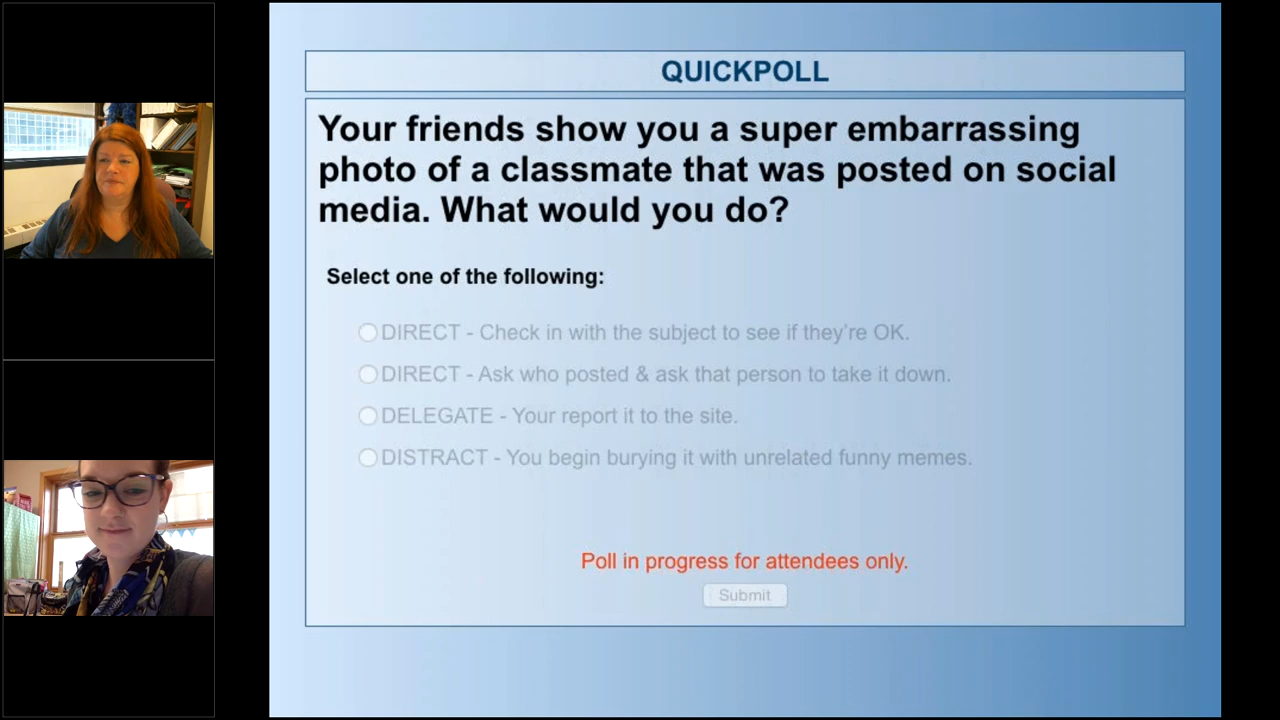 QUICKPOLL
Your friends show you a super embarrassing
photo of a classmate that was posted on social
media. What would you do?
Select one of the following:
DIRECT - Check in with the subject to see if they're OK.
DIRECT - Ask who posted & ask that person to take it down.
DELEGATE - Your report it to the site.
DISTRACT - You begin burying it with unrelated funny memes.
Poll in progress for attendees only.
Submit